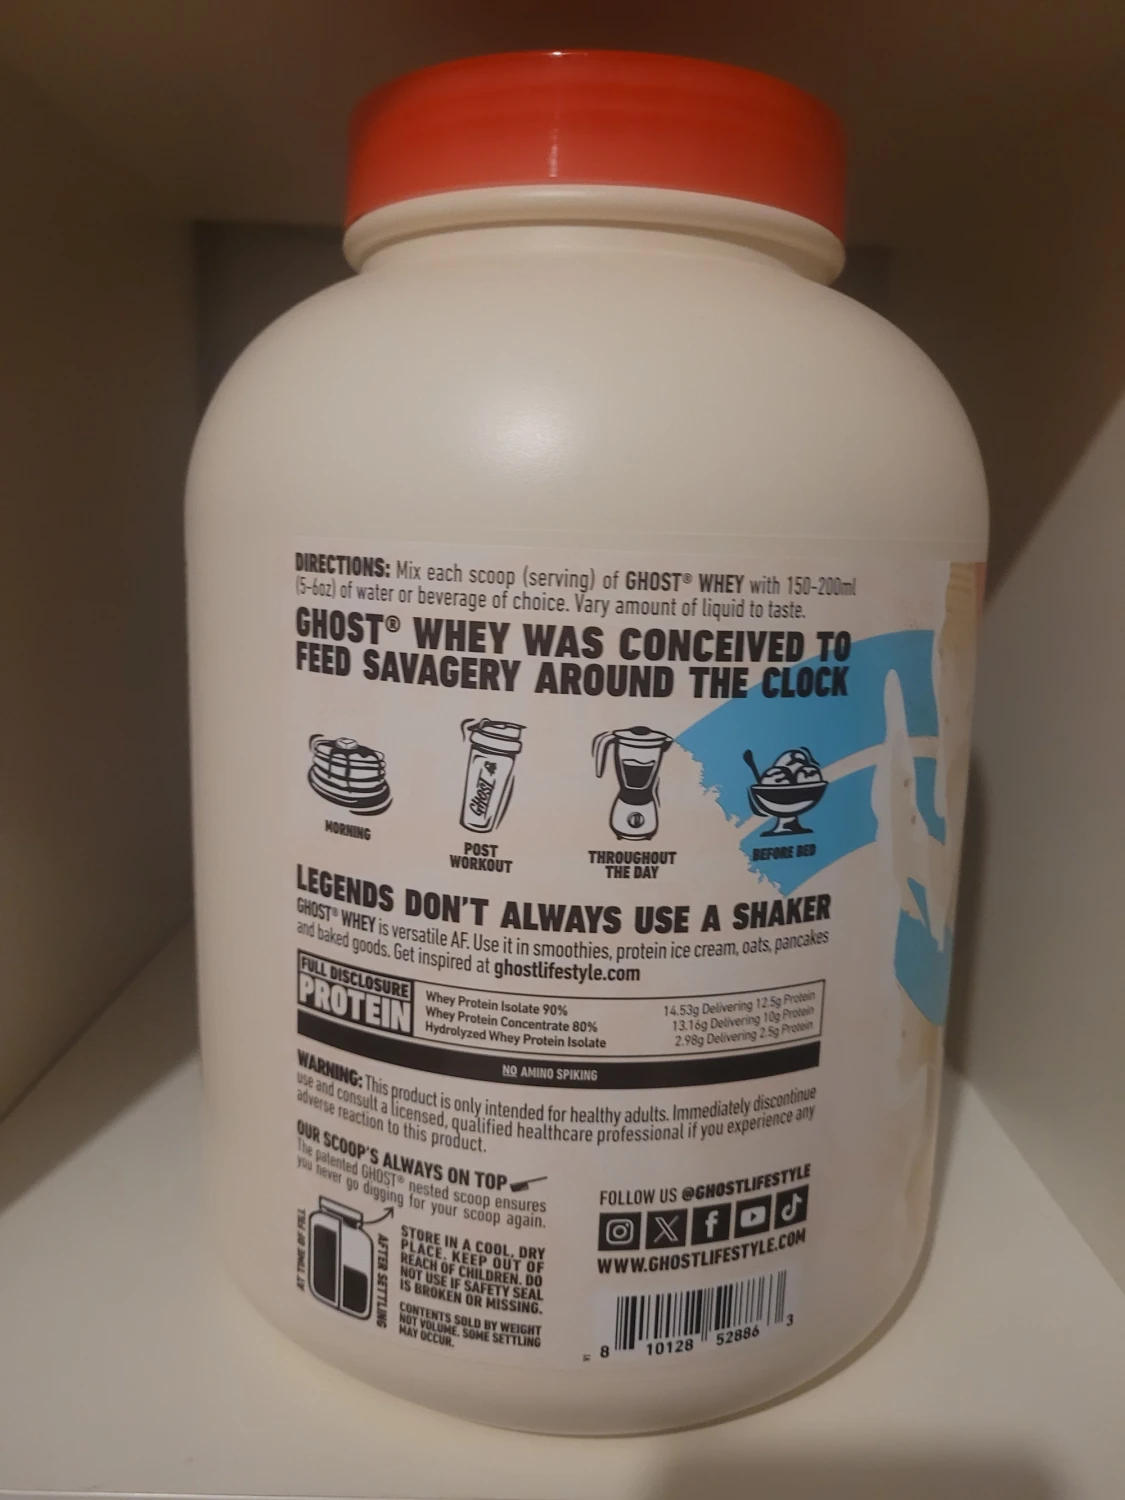 DIRECTIONS: Mix each scoop (serving) of GHOST® WHEY with 150-200ml
(5-6oz) of water or beverage of choice. Vary amount of liquid to taste.
GHOST® WHEY WAS CONCEIVED TO
FEED SAVAGERY AROUND THE CLOCK
GHOST
MORNING
POST
WORKOUT
THROUGHOUT
THE DAY
BEFORE BED
LEGENDS DON'T ALWAYS USE A SHAKER
GHOST® WHEY is versatile AF. Use it in smoothies, protein ice cream, oats, pancakes
and baked goods. Get inspired at ghostlifestyle.com
FULL DISCLOSURE
PROTEIN
Whey Protein Isolate 90% 14.53g Delivering 12.5g Protein
Whey Protein Concentrate 80% 13.16g Delivering 10g Protein
Hydrolyzed Whey Protein Isolate 2.98g Delivering 2.5g Protein
NO AMINO SPIKING
WARNING: This product is only intended for healthy adults. Immediately discontinue
use and consult a licensed, qualified healthcare professional if you experience any
adverse reaction to this product.
OUR SCOOP'S ALWAYS ON TOP
The patented GHOST® nested scoop ensures
you never go digging for your scoop again.
AT TIME OF FILL
AFTER SETTLING
STORE IN A COOL, DRY
PLACE. KEEP OUT OF
REACH OF CHILDREN. DO
NOT USE IF SAFETY SEAL
IS BROKEN OR MISSING.
CONTENTS SOLD BY WEIGHT
NOT VOLUME. SOME SETTLING
MAY OCCUR.
FOLLOW US @GHOSTLIFESTYLE
WWW.GHOSTLIFESTYLE.COM
8 10128 52886 3